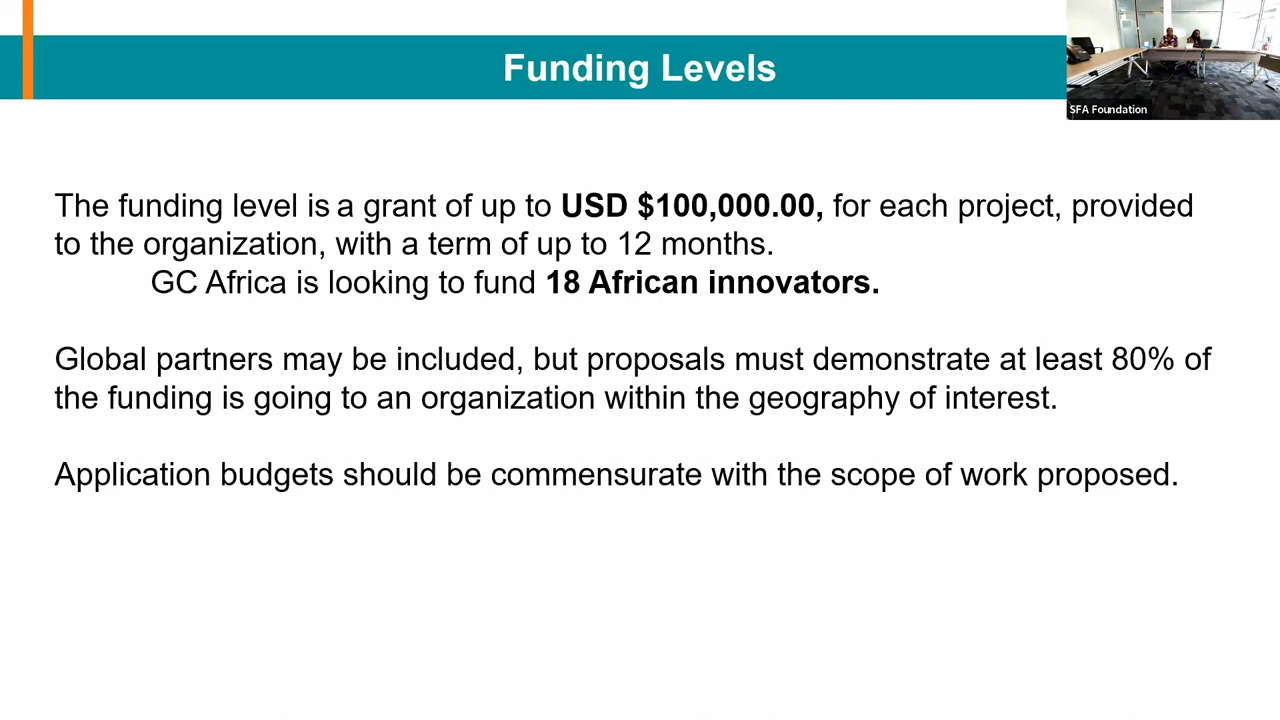 Funding Levels
SFA Foundation
The funding level is a grant of up to USD $100,000.00, for each project, provided
to the organization, with a term of up to 12 months.
GC Africa is looking to fund 18 African innovators.
Global partners may be included, but proposals must demonstrate at least 80% of
the funding is going to an organization within the geography of interest.
Application budgets should be commensurate with the scope of work proposed.